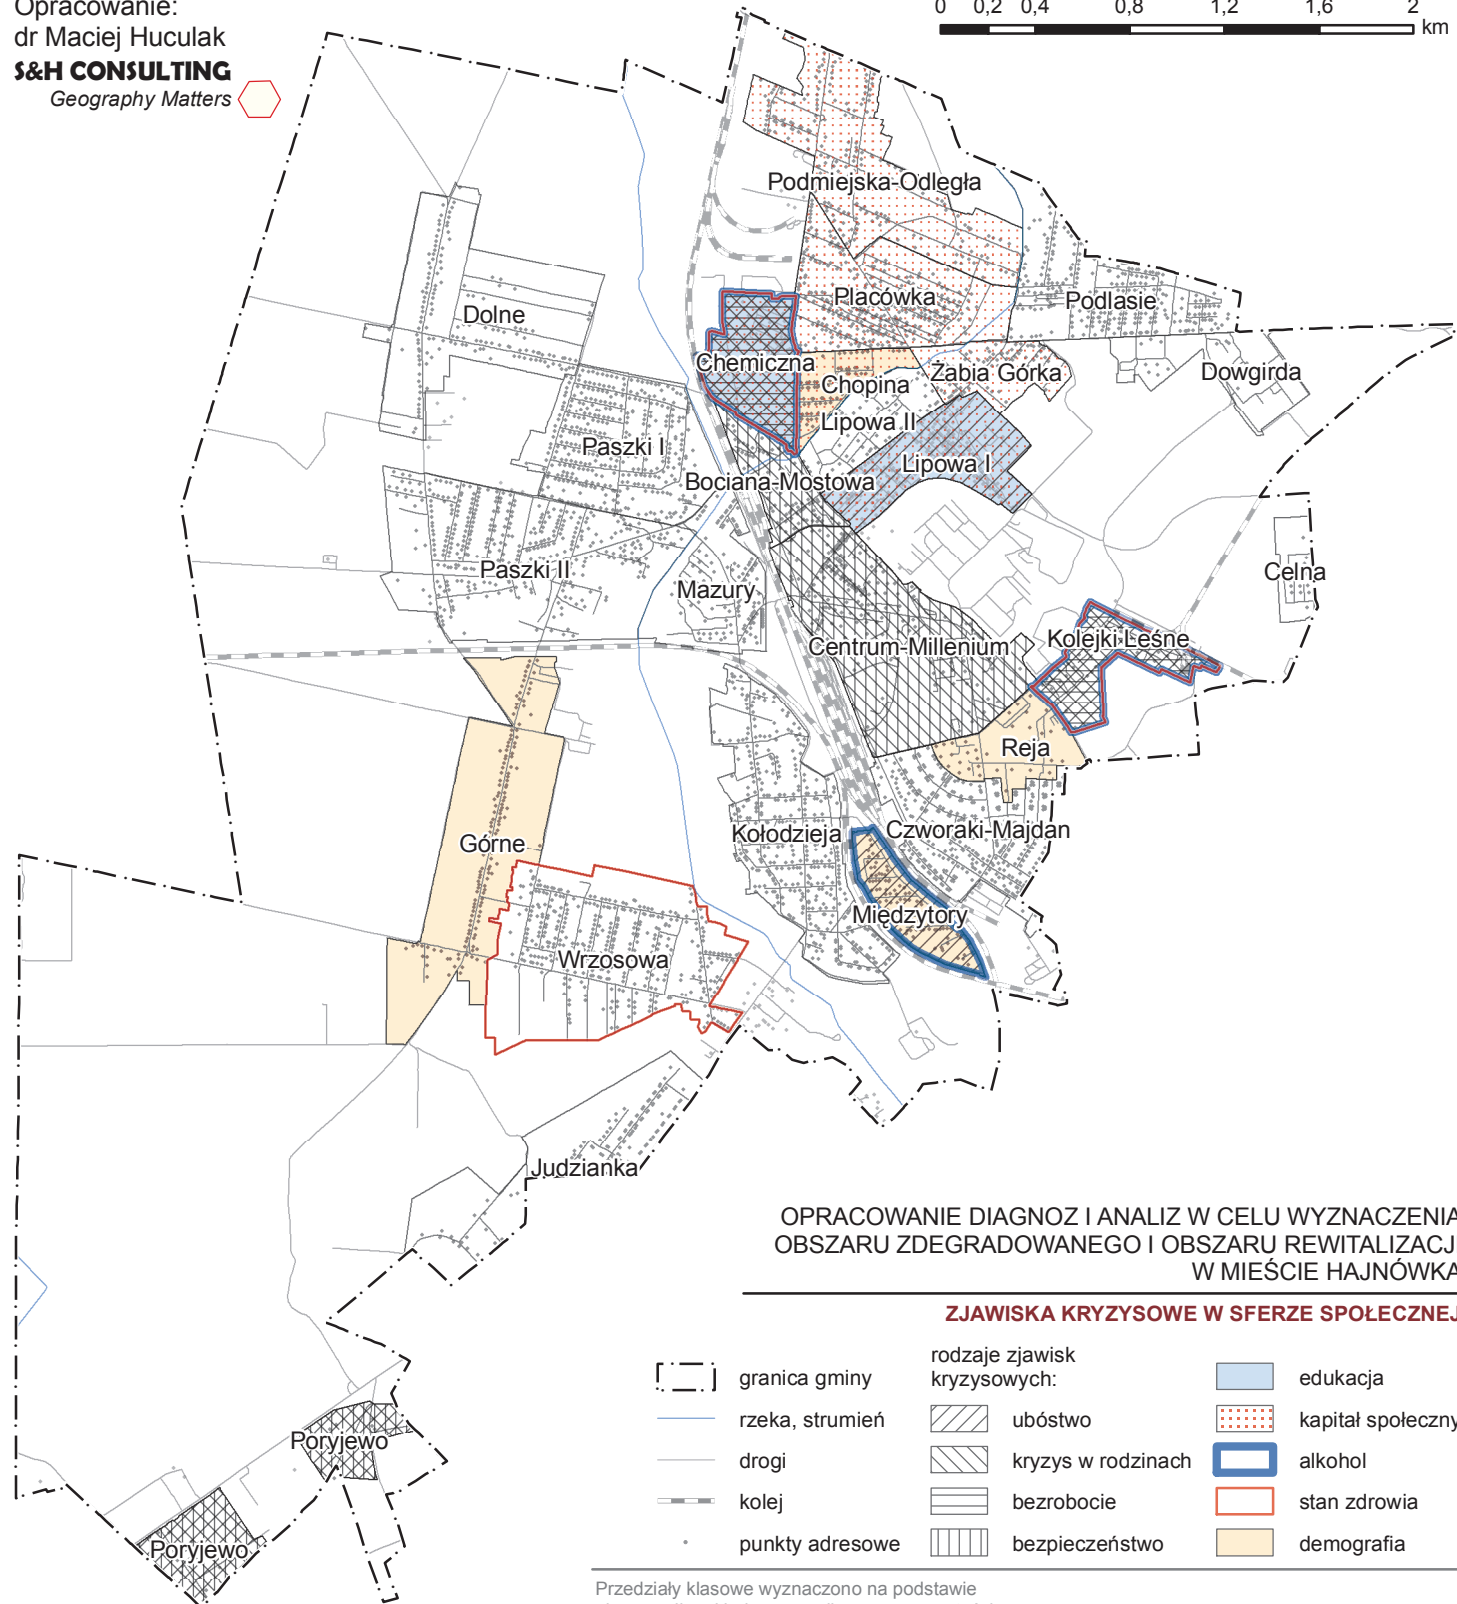 Opracowanie:
dr Maciej Huculak
S&H CONSULTING
Geography Matters
0 0,2 0,4 0,8 1,2 1,6 2
km
Podmiejska-Odległa
Dolne
Placówka
Podlasie
Chemiczna
Chopina
Żabia Górka
Dowgirda
Lipowa II
Paszki I
Lipowa I
Bociana-Mostowa
Paszki II
Mazury
Celna
Centrum-Millenium
Kolejki Leśne
Reja
Górne
Kołodzieja
Czworaki-Majdan
Międzytory
Wrzosowa
Judzianka
Poryjewo
Poryjewo
OPRACOWANIE DIAGNOZ I ANALIZ W CELU WYZNACZENIA
OBSZARU ZDEGRADOWANEGO I OBSZARU REWITALIZACJI
W MIEŚCIE HAJNÓWKA
ZJAWISKA KRYZYSOWE W SFERZE SPOŁECZNEJ
granica gminy
rzeka, strumień
drogi
kolej
punkty adresowe
rodzaje zjawisk
kryzysowych:
ubóstwo
kryzys w rodzinach
bezrobocie
bezpieczeństwo
edukacja
kapitał społeczny
alkohol
stan zdrowia
demografia
Przedziały klasowe wyznaczono na podstawie